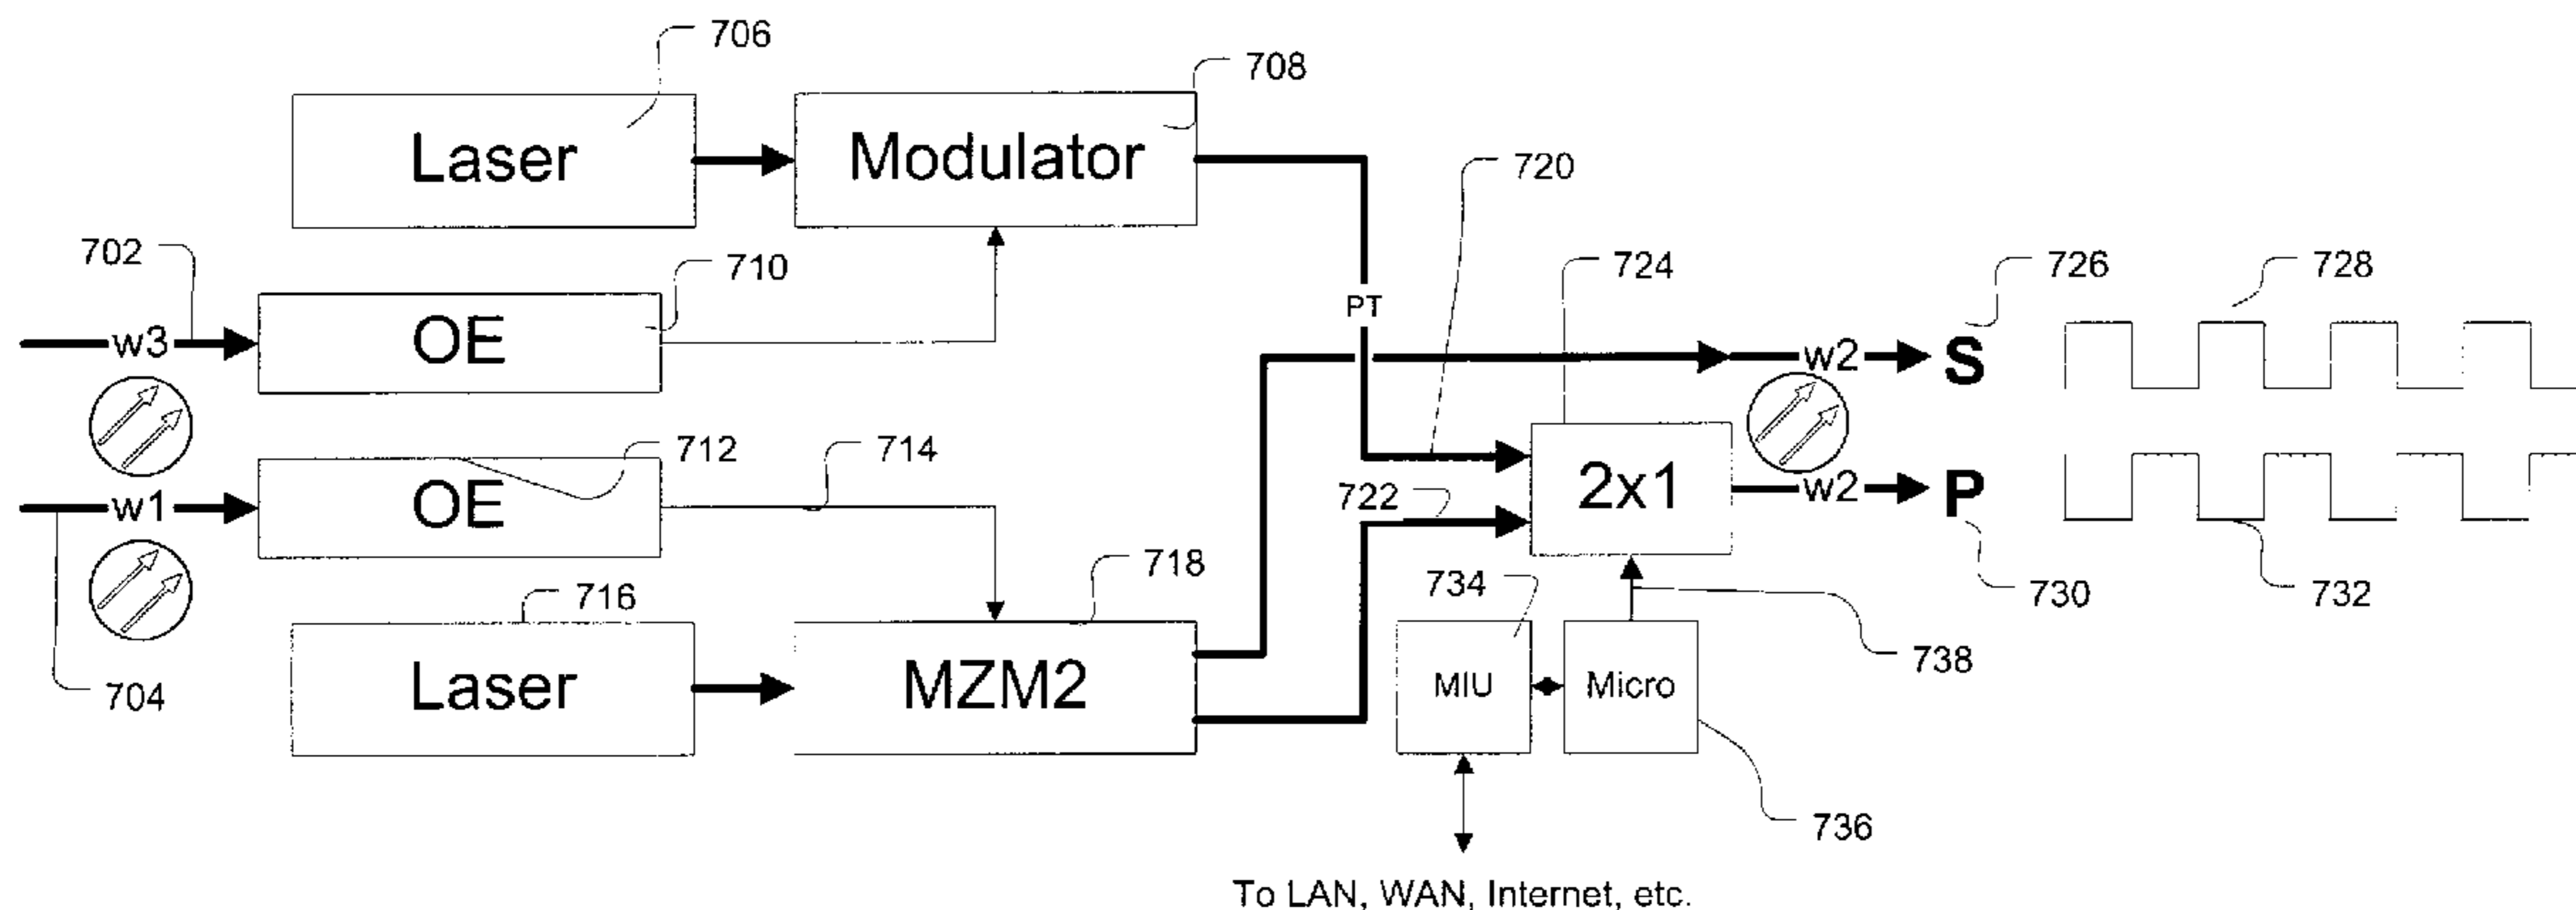 706
708
Laser
Modulator
720
702
710
724
726
728
PT
w3
OE
w2
S
712
714
2x1
722
w1
OE
w2
P
716
718
734
730
732
704
Laser
MZM2
MIU
Micro
738
736
To LAN, WAN, Internet, etc.